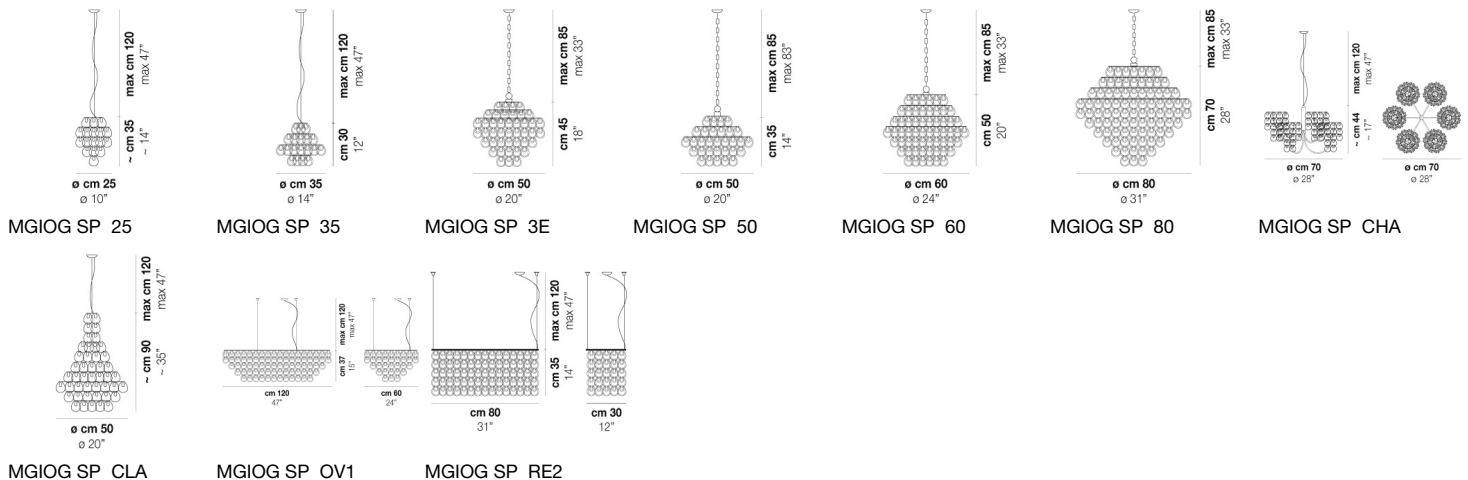 max cm 120
max 47"
~ cm 35
~ 14"
ø cm 25
ø 10"
MGIOG SP 25
max cm 120
max 47"
cm 30
12"
ø cm 35
ø 14"
MGIOG SP 35
max cm 85
max 33"
cm 45
18"
ø cm 50
ø 20"
MGIOG SP 3E
max cm 85
max 83"
cm 35
14"
ø cm 50
ø 20"
MGIOG SP 50
max cm 85
max 33"
cm 50
20"
ø cm 60
ø 24"
MGIOG SP 60
max cm 85
max 33"
cm 70
28"
ø cm 80
ø 31"
MGIOG SP 80
max cm 120
max 47"
~ cm 44
~ 17"
ø cm 70
ø 28"
ø cm 70
ø 28"
MGIOG SP CHA
max cm 120
max 47"
~ cm 90
~ 35"
ø cm 50
ø 20"
MGIOG SP CLA
max cm 120
max 47"
cm 37
15"
cm 120
47"
cm 60
24"
MGIOG SP OV1
max cm 120
max 47"
cm 35
14"
cm 80
31"
cm 30
12"
MGIOG SP RE2